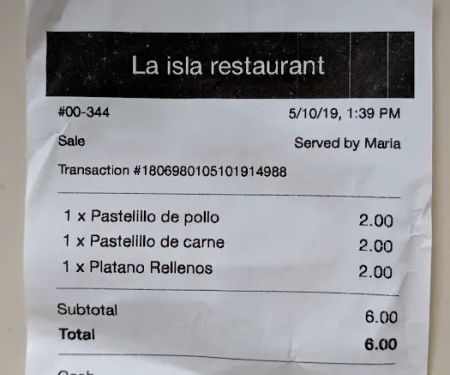 La isla restaurant
#00-344 5/10/19, 1:39 PM
Sale Served by Maria
Transaction #1806980105101914988
1 x Pastelillo de pollo 2.00
1 x Pastelillo de carne 2.00
1 x Platano Rellenos 2.00
Subtotal 6.00
Total 6.00